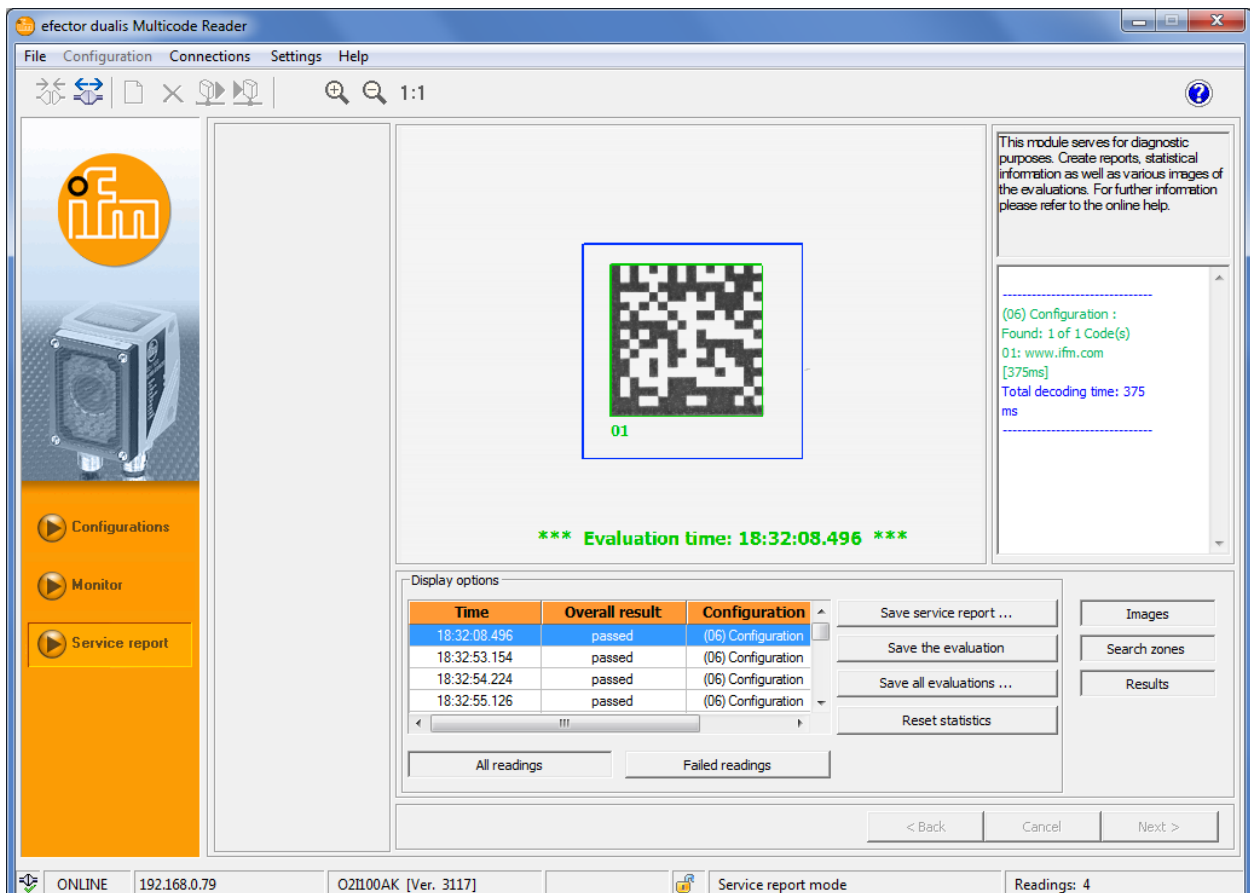 efector dualis Multicode Reader
File Configuration Connections Settings Help
1:1
ifm
Configurations
Monitor
Service report
01
*** Evaluation time: 18:32:08.496 ***
This module serves for diagnostic
purposes. Create reports, statistical
information as well as various images of
the evaluations. For further information
please refer to the online help.
-------------------------------
(06) Configuration :
Found: 1 of 1 Code(s)
01: www.ifm.com
[375ms]
Total decoding time: 375
ms
-------------------------------
Display options
Time Overall result Configuration
18:32:08.496 passed (06) Configuration
18:32:53.154 passed (06) Configuration
18:32:54.224 passed (06) Configuration
18:32:55.126 passed (06) Configuration
All readings Failed readings
Save service report ...
Save the evaluation
Save all evaluations ...
Reset statistics
Images
Search zones
Results
< Back Cancel Next >
ONLINE 192.168.0.79 O2I100AK [Ver. 3117] Service report mode Readings: 4